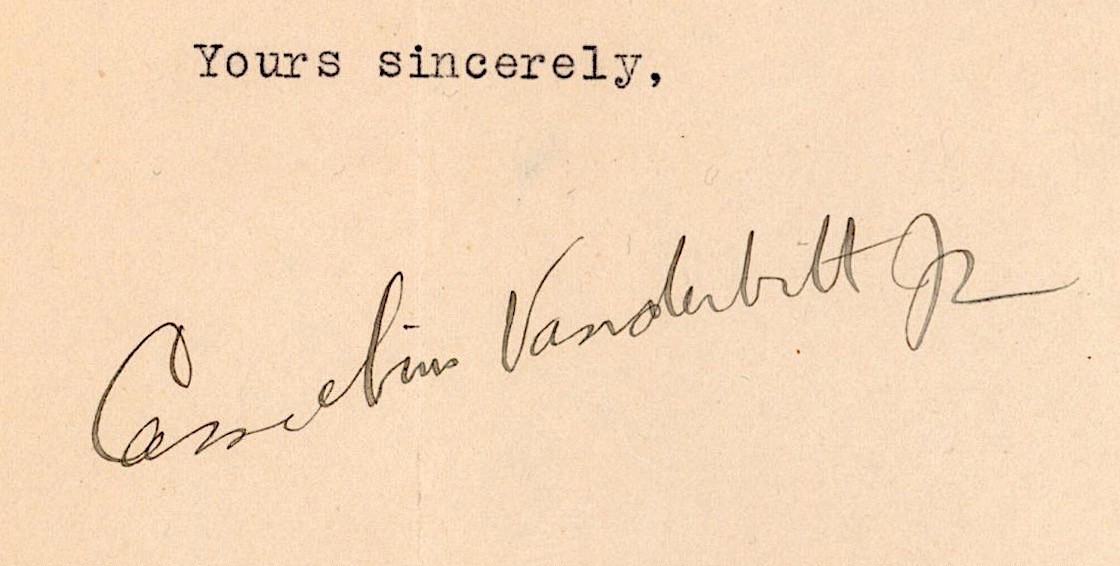 Yours sincerely,
Cornelius Vanderbilt Jr